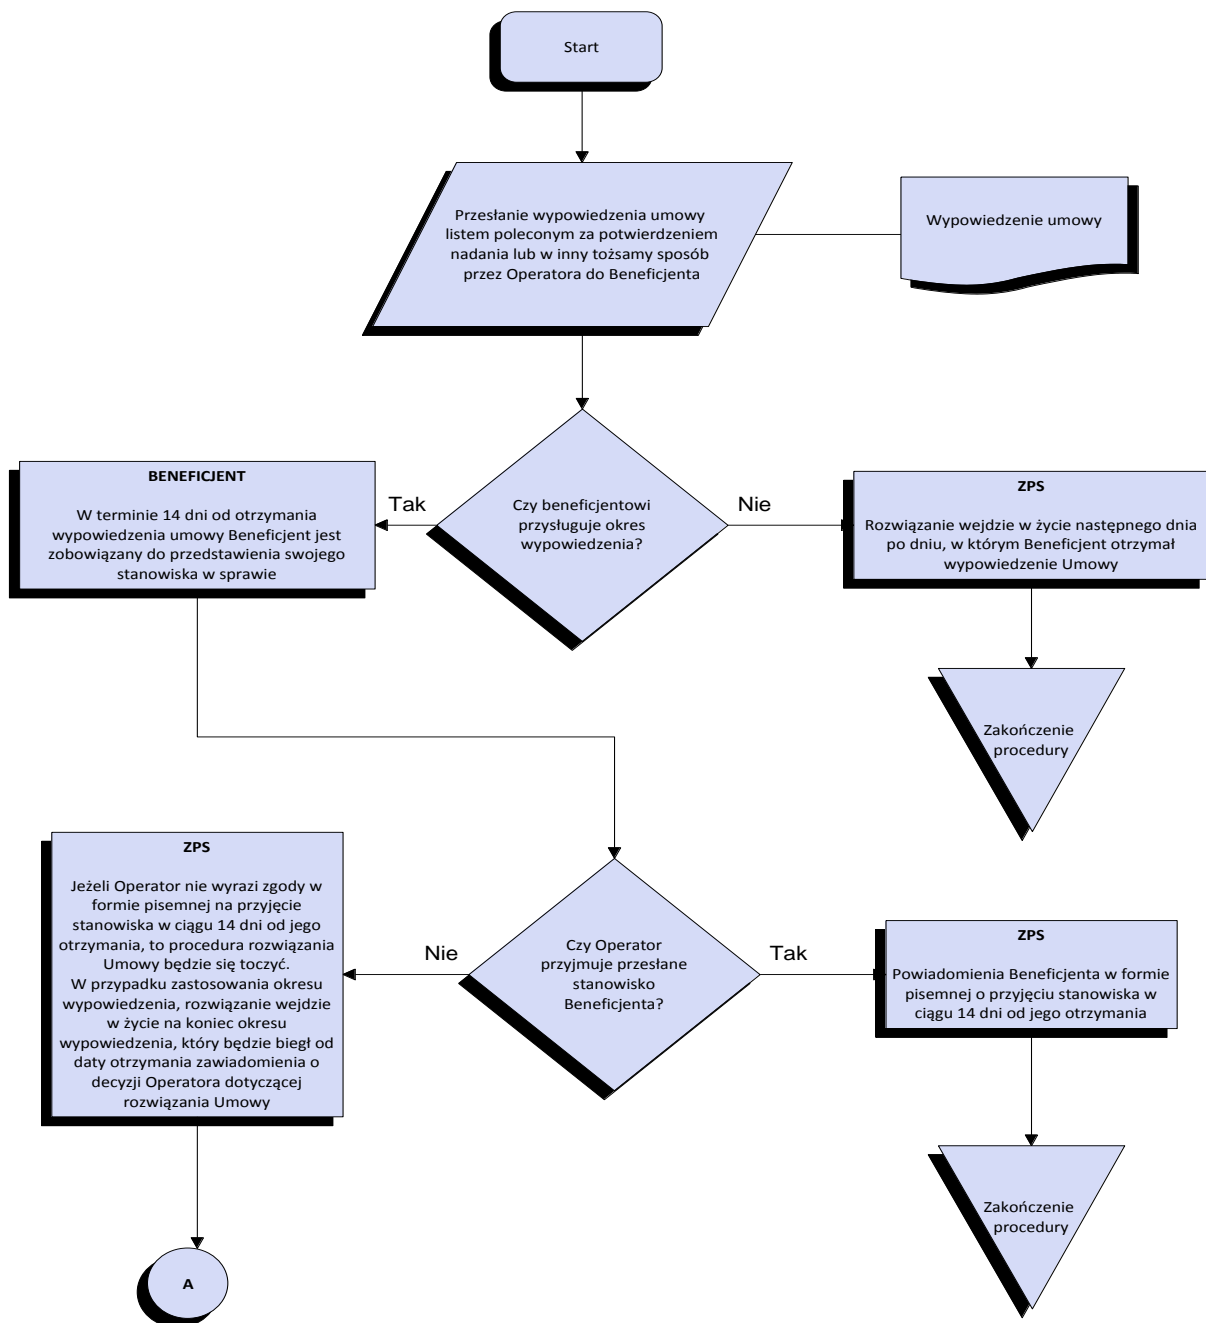 Start
Przesłanie wypowiedzenia umowy
listem poleconym za potwierdzeniem
nadania lub w inny tożsamy sposób
przez Operatora do Beneficjenta
Wypowiedzenie umowy
Czy beneficjentowi
przysługuje okres
wypowiedzenia?
Tak
Nie
BENEFICJENT
W terminie 14 dni od otrzymania
wypowiedzenia umowy Beneficjent jest
zobowiązany do przedstawienia swojego
stanowiska w sprawie
ZPS
Rozwiązanie wejdzie w życie następnego dnia
po dniu, w którym Beneficjent otrzymał
wypowiedzenie Umowy
Zakończenie
procedury
Czy Operator
przyjmuje przesłane
stanowisko
Beneficjenta?
Nie
Tak
ZPS
Jeżeli Operator nie wyrazi zgody w
formie pisemnej na przyjęcie
stanowiska w ciągu 14 dni od jego
otrzymania, to procedura rozwiązania
Umowy będzie się toczyć.
W przypadku zastosowania okresu
wypowiedzenia, rozwiązanie wejdzie
w życie na koniec okresu
wypowiedzenia, który będzie biegł od
daty otrzymania zawiadomienia o
decyzji Operatora dotyczącej
rozwiązania Umowy
ZPS
Powiadomienia Beneficjenta w formie
pisemnej o przyjęciu stanowiska w
ciągu 14 dni od jego otrzymania
Zakończenie
procedury
A